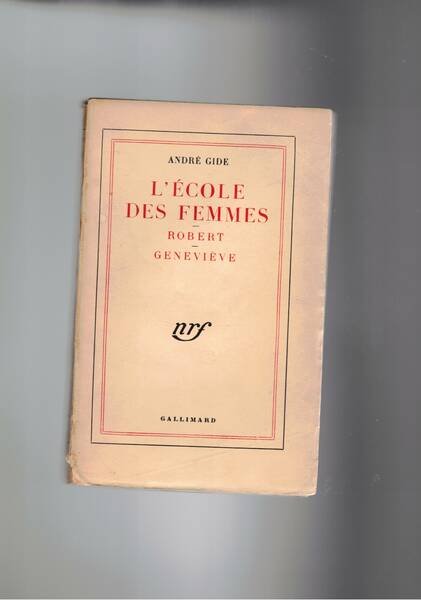 ANDRÉ GIDE
L'ÉCOLE
DES FEMMES
—
ROBERT
—
GENEVIÈVE
nrf
GALLIMARD